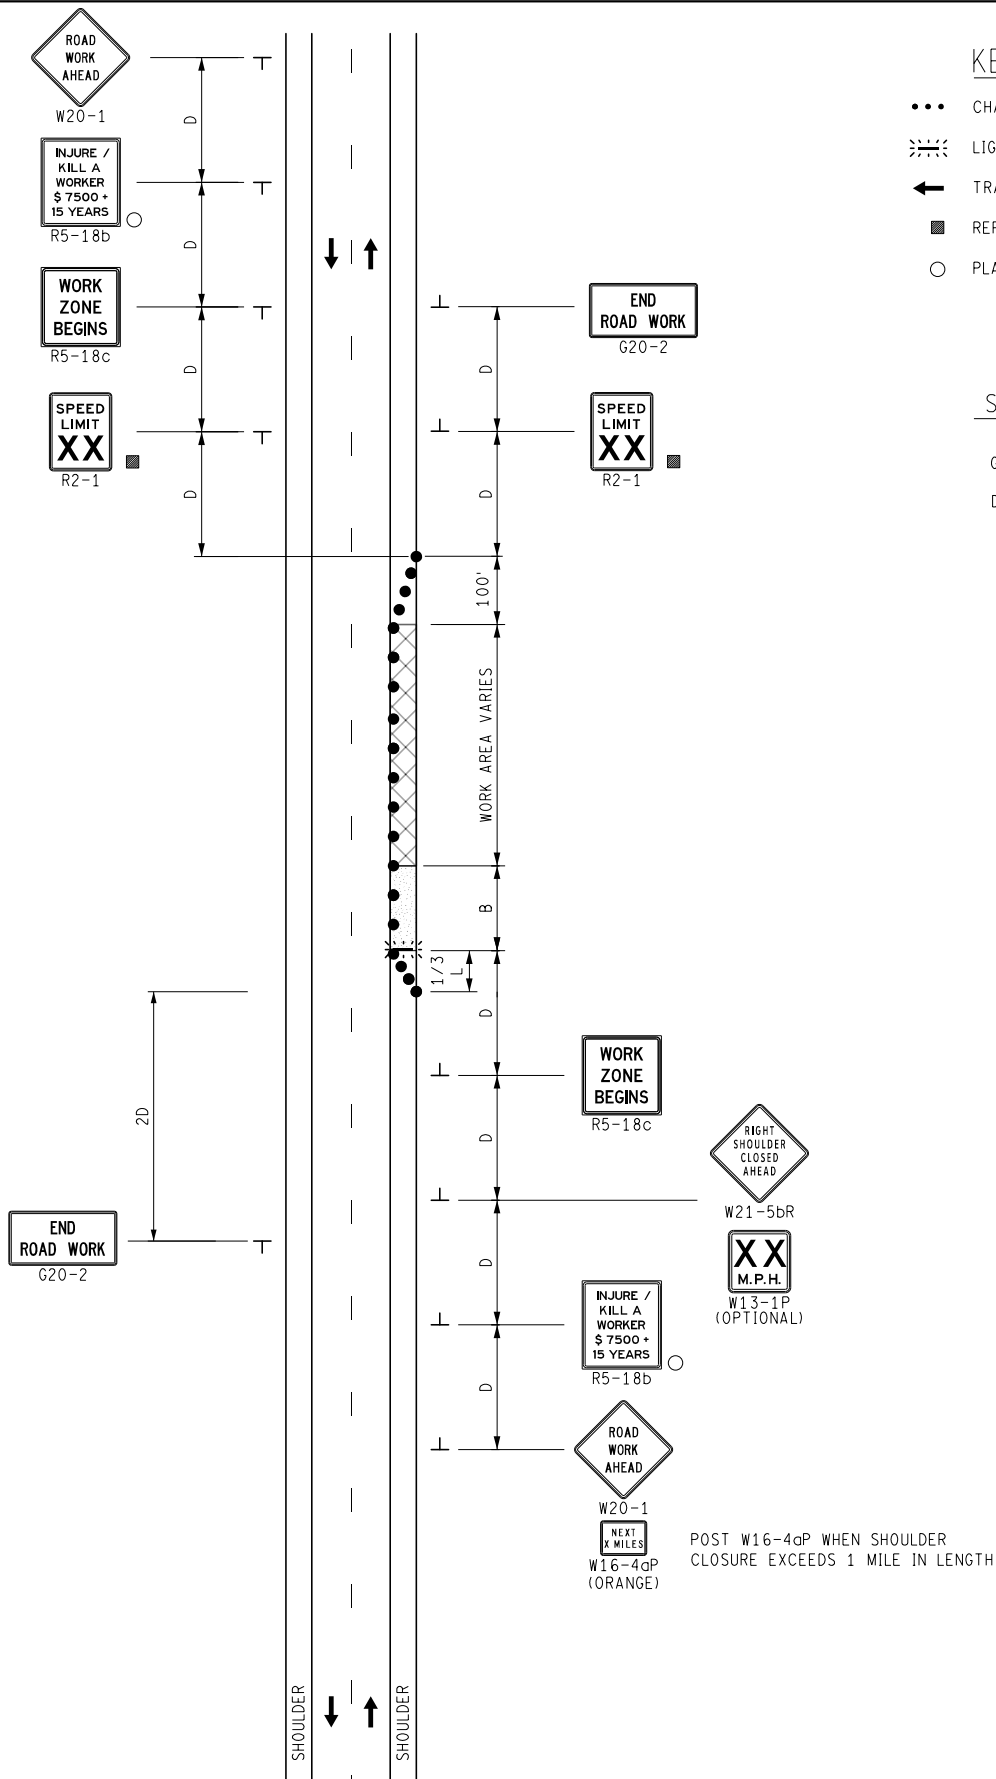 ROAD
WORK
AHEAD
W20-1
INJURE /
KILL A
WORKER
$ 7500 +
15 YEARS
R5-18b
WORK
ZONE
BEGINS
R5-18c
SPEED
LIMIT
XX
R2-1
D
D
D
D
END
ROAD WORK
G20-2
SPEED
LIMIT
XX
R2-1
D
D
100'
WORK AREA VARIES
B
1/3
L
D
WORK
ZONE
BEGINS
R5-18c
D
RIGHT
SHOULDER
CLOSED
AHEAD
W21-5bR
XX
M.P.H.
W13-1P
(OPTIONAL)
2D
END
ROAD WORK
G20-2
D
INJURE /
KILL A
WORKER
$ 7500 +
15 YEARS
R5-18b
D
ROAD
WORK
AHEAD
W20-1
NEXT
X MILES
W16-4aP
(ORANGE)
POST W16-4aP WHEN SHOULDER
CLOSURE EXCEEDS 1 MILE IN LENGTH
SHOULDER
SHOULDER